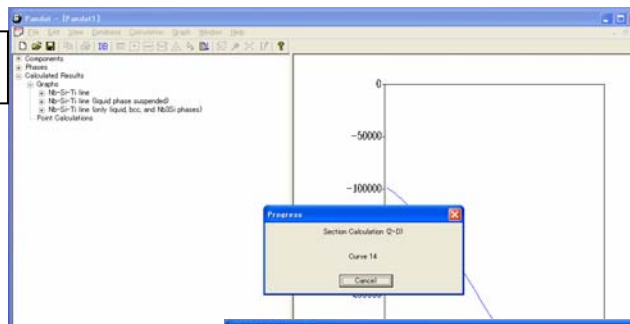 Pandat - [Pandat1]
File Edit View Database Calculation Graph Window Help
Components
Phases
Calculated Results
Graphs
Nb-Si-Ti line
Nb-Si-Ti line (liquid phase suspended)
Nb-Si-Ti line (only liquid, bcc, and Nb3Si phases)
Point Calculations
0
-50000
-100000
Progress
Section Calculation (2-D)
Curve 14
Cancel